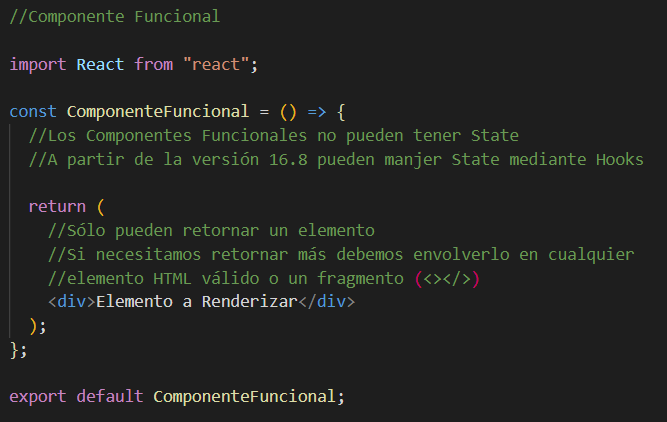 //Componente Funcional
import React from "react";
const ComponenteFuncional = () => {
//Los Componentes Funcionales no pueden tener State
//A partir de la versión 16.8 pueden manjer State mediante Hooks
return (
//Sólo pueden retornar un elemento
//Si necesitamos retornar más debemos envolverlo en cualquier
//elemento HTML válido o un fragmento (<></>)
<div>Elemento a Renderizar</div>
);
};
export default ComponenteFuncional;